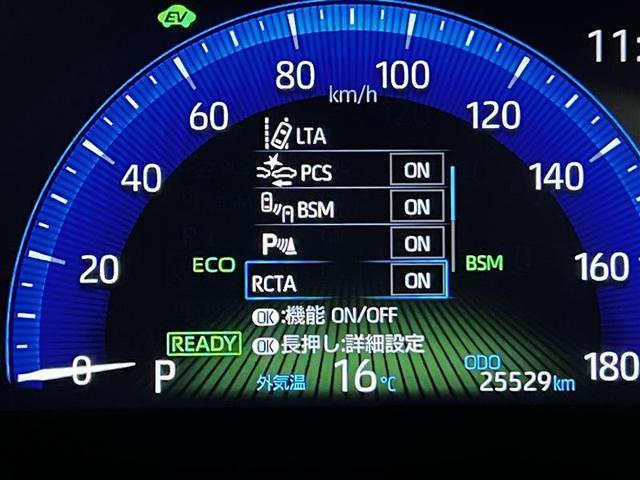 EV
11:
80
100
km/h
60
120
LTA
40
PCS ON
140
BSM ON
P ON
ECO
BSM
20
RCTA ON
160
OK:機能 ON/OFF
READY
OK長押し:詳細設定
0
P
外気温 16℃
ODO
25529km
180